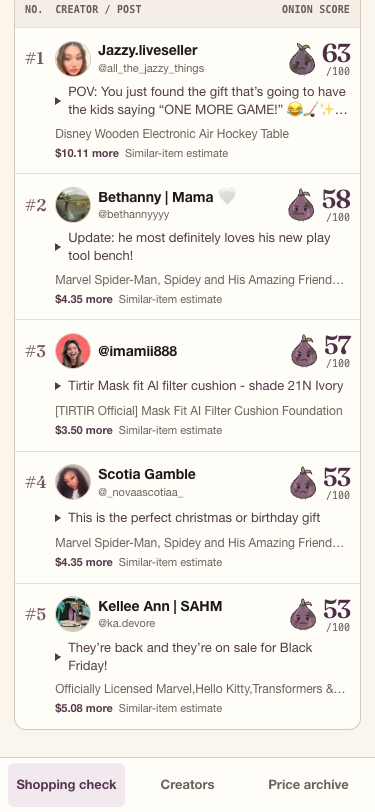 NO. CREATOR / POST ONION SCORE
#1 Jazzy.liveseller 63
@all_the_jazzy_things /100
POV: You just found the gift that's going to have
the kids saying “ONE MORE GAME!” 😂🏒✨...
Disney Wooden Electronic Air Hockey Table
$10.11 more Similar-item estimate
#2 Bethanny | Mama 🤍 58
@bethannyyyy /100
Update: he most definitely loves his new play
tool bench!
Marvel Spider-Man, Spidey and His Amazing Friend...
$4.35 more Similar-item estimate
#3 @imamii888 57
/100
Tirtir Mask fit AI filter cushion - shade 21N Ivory
[TIRTIR Official] Mask Fit AI Filter Cushion Foundation
$3.50 more Similar-item estimate
#4 Scotia Gamble 53
@_novaascotiaa_ /100
This is the perfect christmas or birthday gift
Marvel Spider-Man, Spidey and His Amazing Friend...
$4.35 more Similar-item estimate
#5 Kellee Ann | SAHM 53
@ka.devore /100
They're back and they're on sale for Black
Friday!
Officially Licensed Marvel,Hello Kitty,Transformers &...
$5.08 more Similar-item estimate
Shopping check Creators Price archive